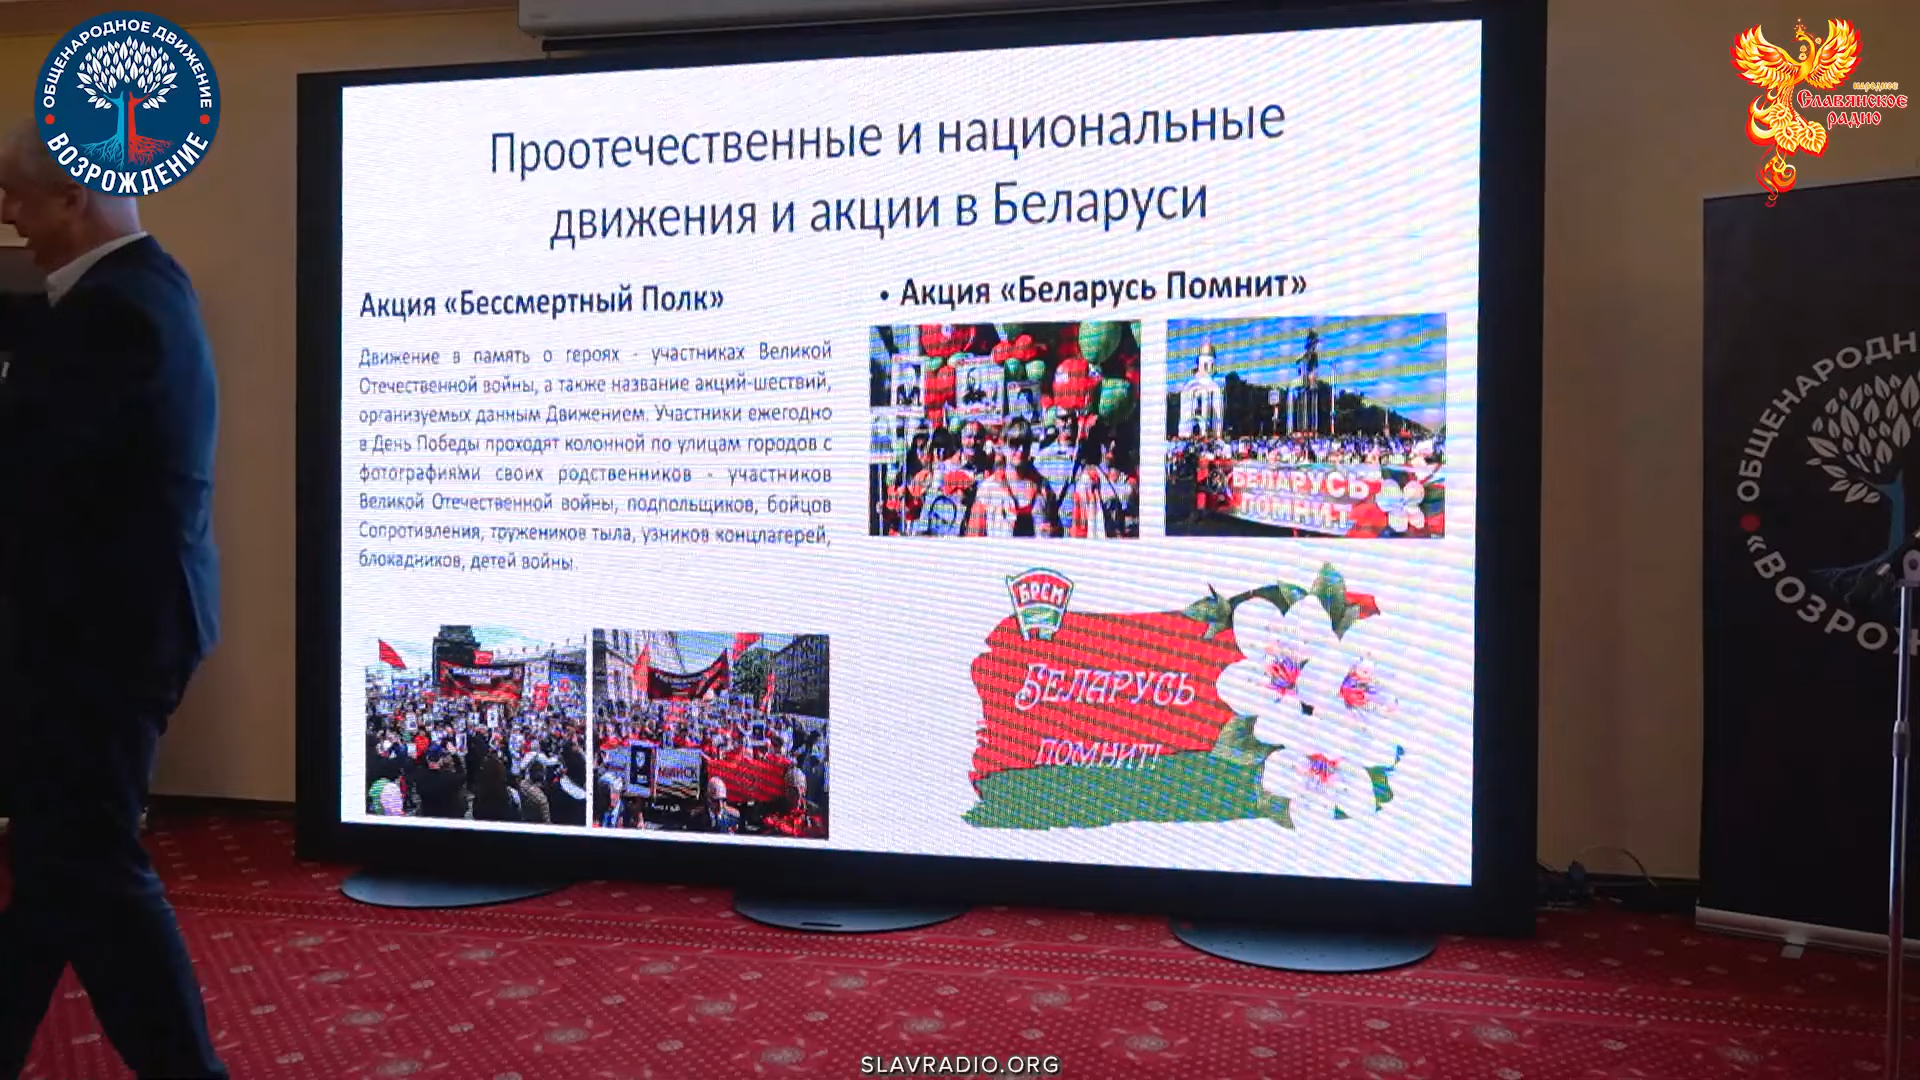 ОБЩЕНАРОДНОЕ ДВИЖЕНИЕ
ВОЗРОЖДЕНИЕ
народное
Славянское
радио
Проотечественные и национальные
движения и акции в Беларуси
Акция «Бессмертный Полк»
Движение в память о героях - участниках Великой
Отечественной войны, а также название акций-шествий,
организуемых данным Движением. Участники ежегодно
в День Победы проходят колонной по улицам городов с
фотографиями своих родственников - участников
Великой Отечественной войны, подпольщиков, бойцов
Сопротивления, тружеников тыла, узников концлагерей,
блокадников, детей войны.
• Акция «Беларусь Помнит»
БЕЛАРУСЬ
ПОМНИТ
БРСМ
БЕЛАРУСЬ
ПОМНИТ!
МИНСК
ОБЩЕНАРОДН
«ВОЗРОЖ
SLAVRADIO.ORG